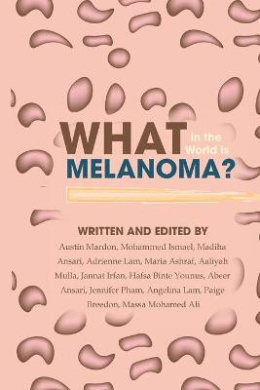 WHAT in the
World Is
MELANOMA?
WRITTEN AND EDITED BY
Austin Mardon, Mohammed Ismael, Madiha
Ansari, Adrienne Lam, Maria Ashraf, Aaliyah
Mulla, Jannat Irfan, Hafsa Binte Younus, Abeer
Ansari, Jennifer Pham, Angelina Lam, Paige
Breedon, Massa Mohamed Ali